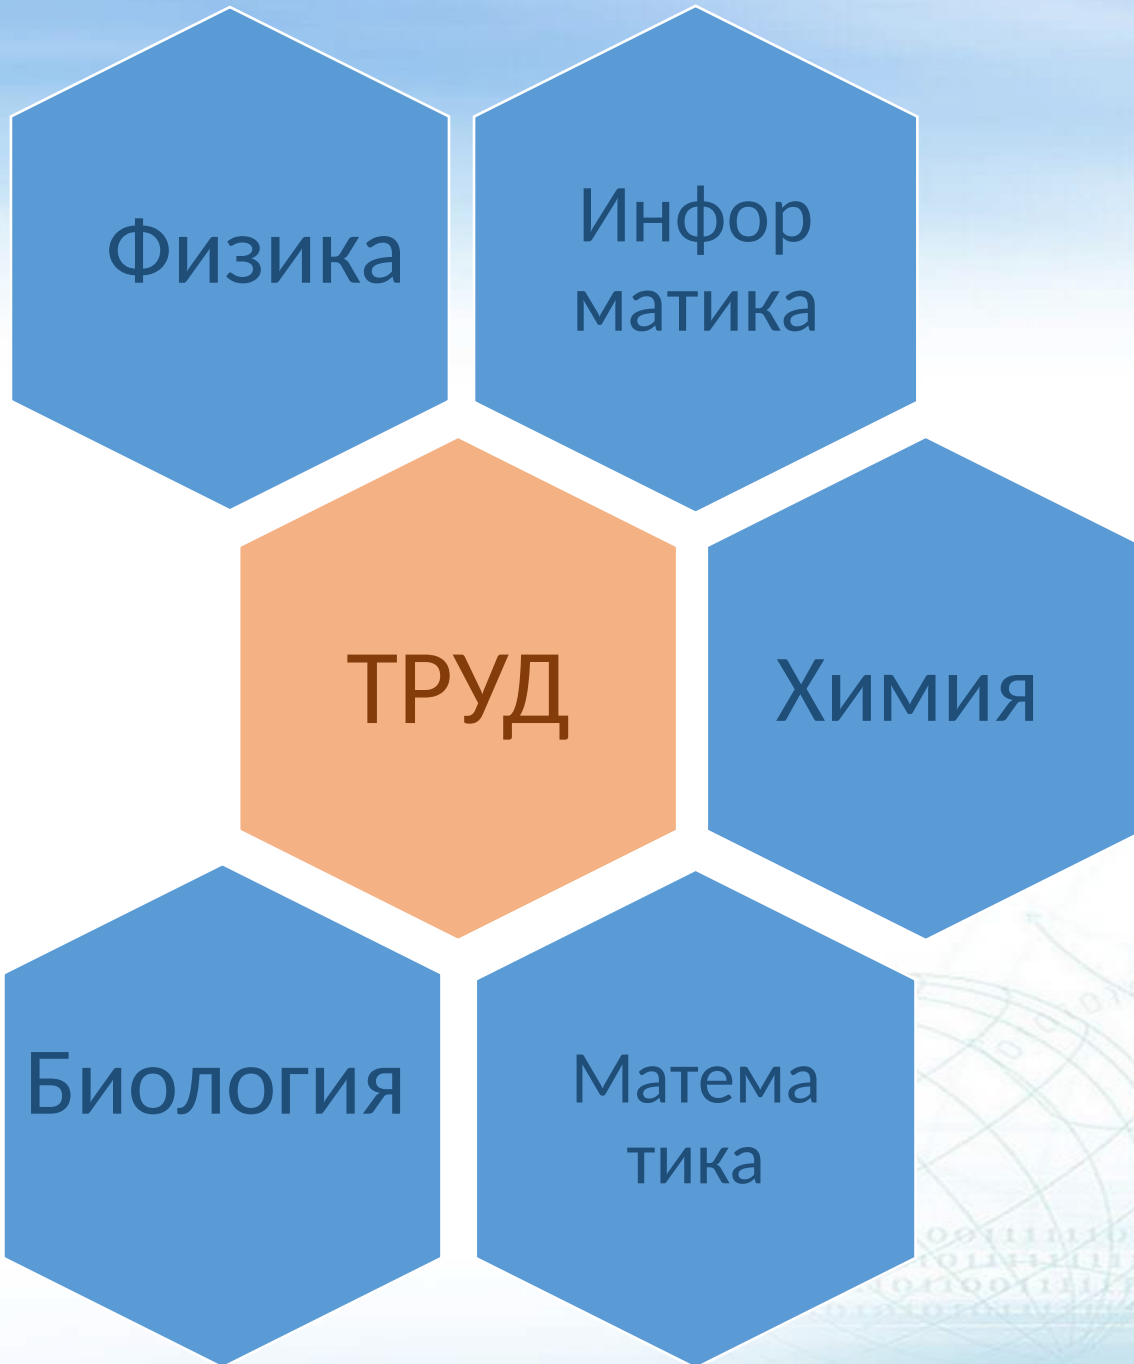 Физика
Инфор
матика
ТРУД
Химия
Биология
Матема
тика